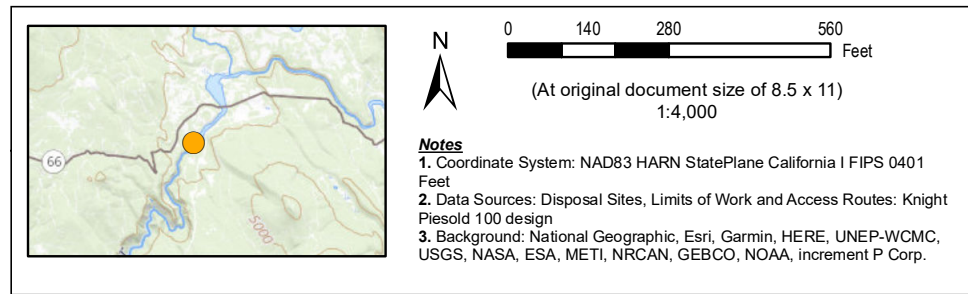 66
5000
N
0 140 280 560
Feet
(At original document size of 8.5 x 11)
1:4,000
Notes
1. Coordinate System: NAD83 HARN StatePlane California I FIPS 0401
Feet
2. Data Sources: Disposal Sites, Limits of Work and Access Routes: Knight
Piesold 100 design
3. Background: National Geographic, Esri, Garmin, HERE, UNEP-WCMC,
USGS, NASA, ESA, METI, NRCAN, GEBCO, NOAA, increment P Corp.